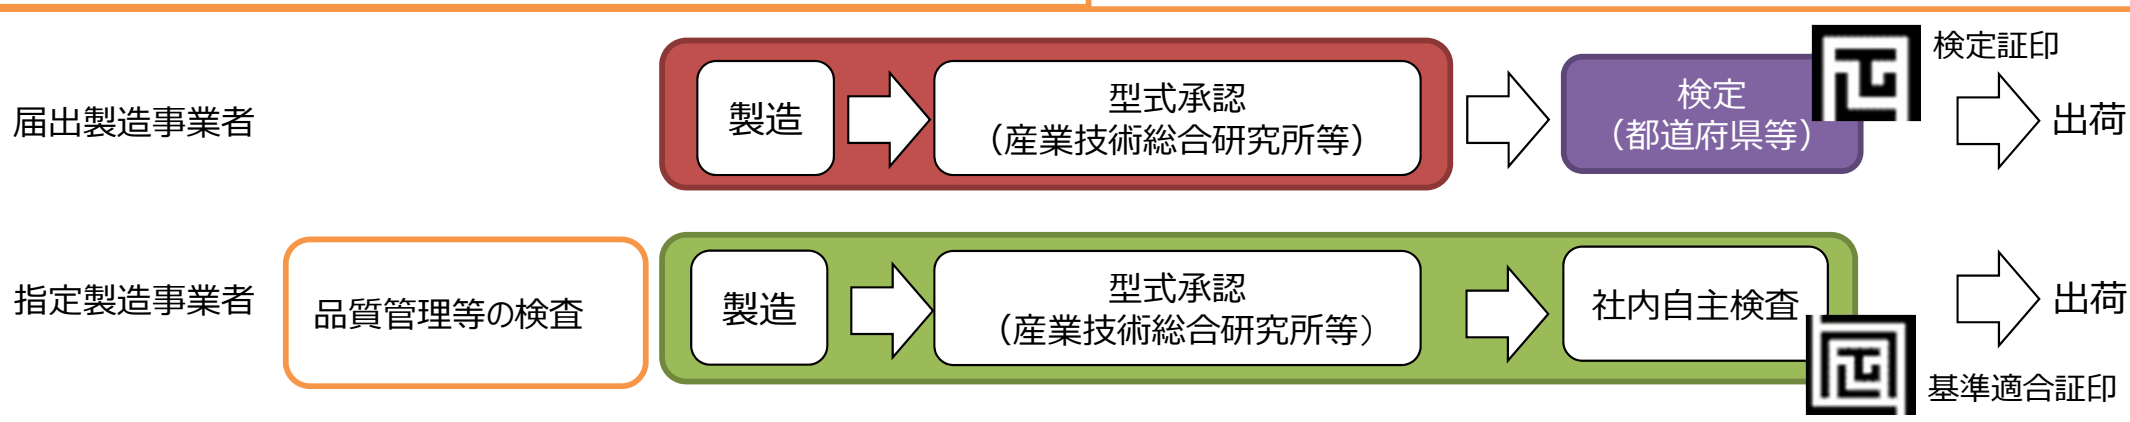 検定証印
届出製造事業者
製造
型式承認
（産業技術総合研究所等）
検定
（都道府県等）
出荷
指定製造事業者
品質管理等の検査
製造
型式承認
（産業技術総合研究所等）
社内自主検査
出荷
基準適合証印